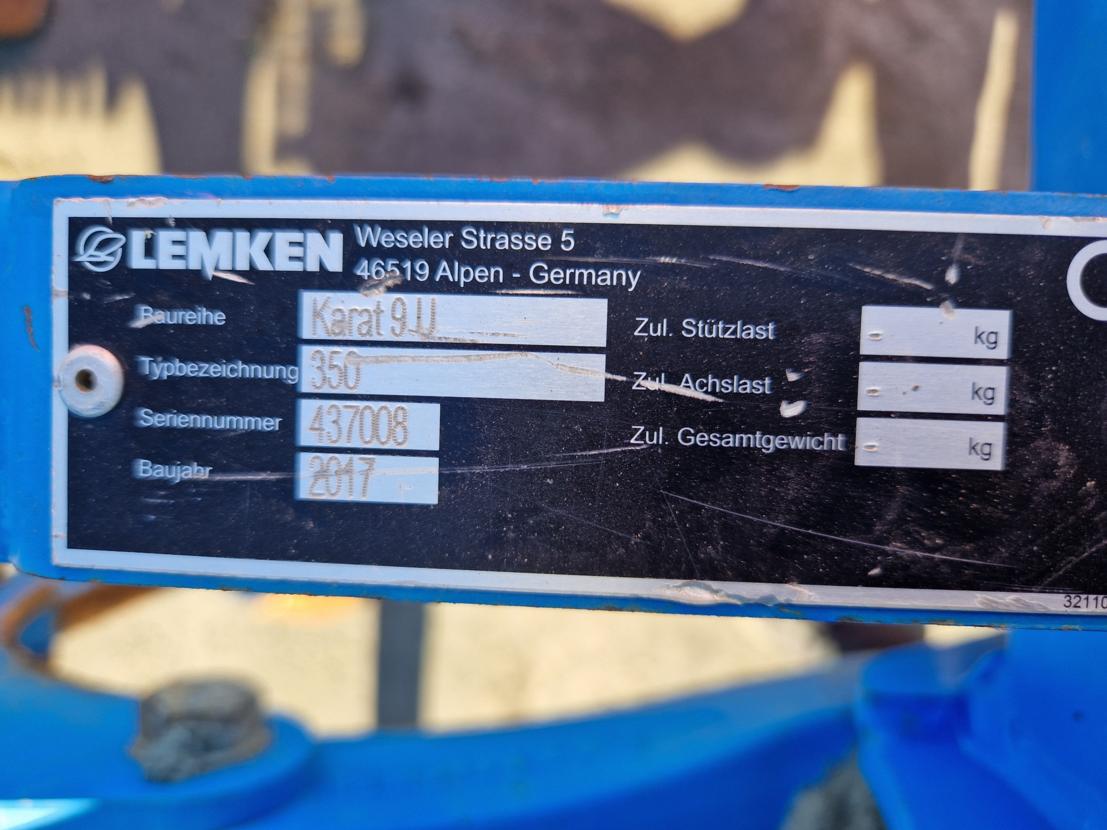 LEMKEN
Weseler Strasse 5
46519 Alpen - Germany
Baureihe Karat 9 U
Typbezeichnung 350
Seriennummer 437008
Baujahr 2017
Zul. Stützlast - kg
Zul. Achslast - kg
Zul. Gesamtgewicht - kg